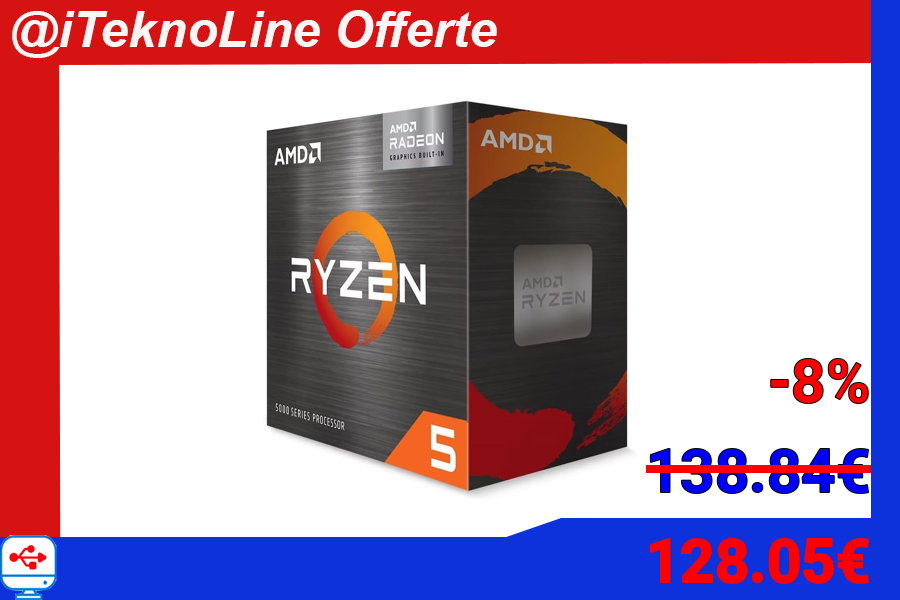 @iTeknoLine Offerte
AMD
AMD
RADEON
GRAPHICS BUILT-IN
RYZEN
5000 SERIES PROCESSOR
5
AMD
AMD
RYZEN
-8%
138.84€
128.05€